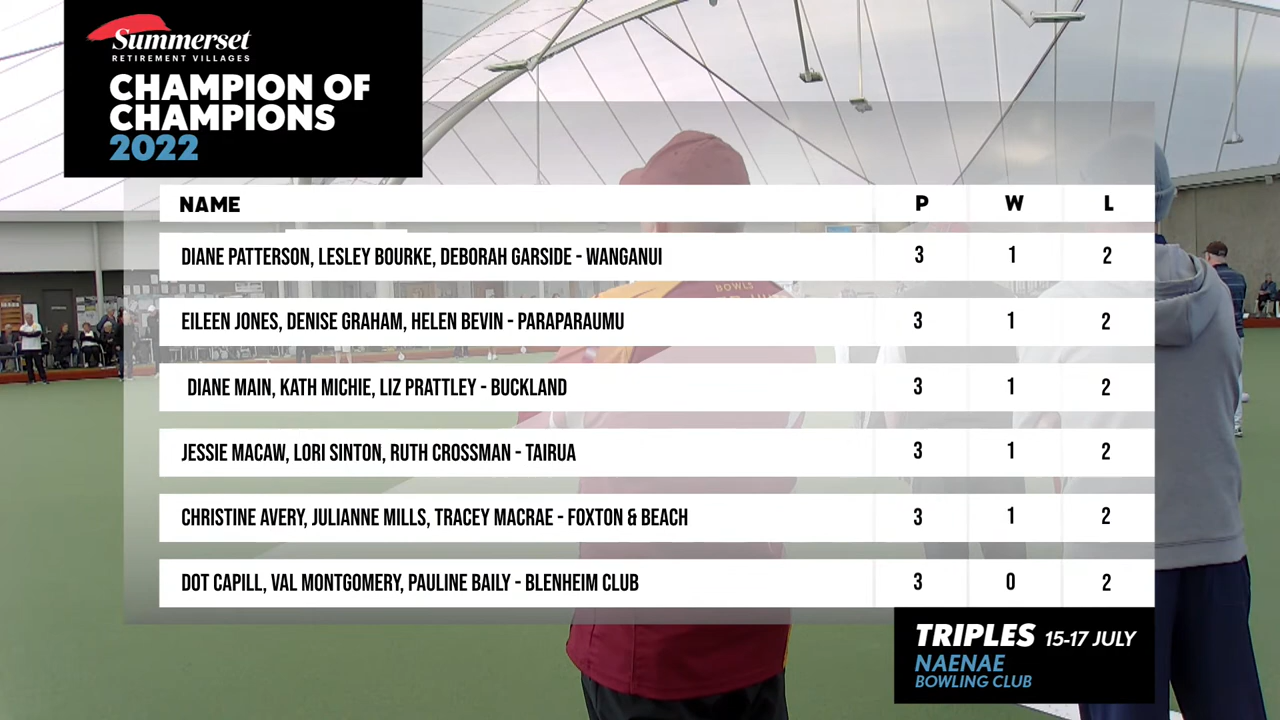 Summerset
RETIREMENT VILLAGES
CHAMPION OF
CHAMPIONS
2022
NAME P W L
DIANE PATTERSON, LESLEY BOURKE, DEBORAH GARSIDE - WANGANUI 3 1 2
EILEEN JONES, DENISE GRAHAM, HELEN BEVIN - PARAPARAUMU 3 1 2
DIANE MAIN, KATH MICHIE, LIZ PRATTLEY - BUCKLAND 3 1 2
JESSIE MACAW, LORI SINTON, RUTH CROSSMAN - TAIRUA 3 1 2
CHRISTINE AVERY, JULIANNE MILLS, TRACEY MACRAE - FOXTON & BEACH 3 1 2
DOT CAPILL, VAL MONTGOMERY, PAULINE BAILY - BLENHEIM CLUB 3 0 2
BOWLS
TRIPLES 15-17 JULY
NAENAE
BOWLING CLUB